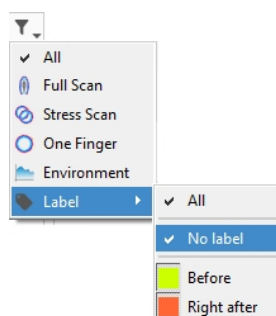 All
Full Scan
Stress Scan
One Finger
Environment
Label
All
No label
Before
Right after